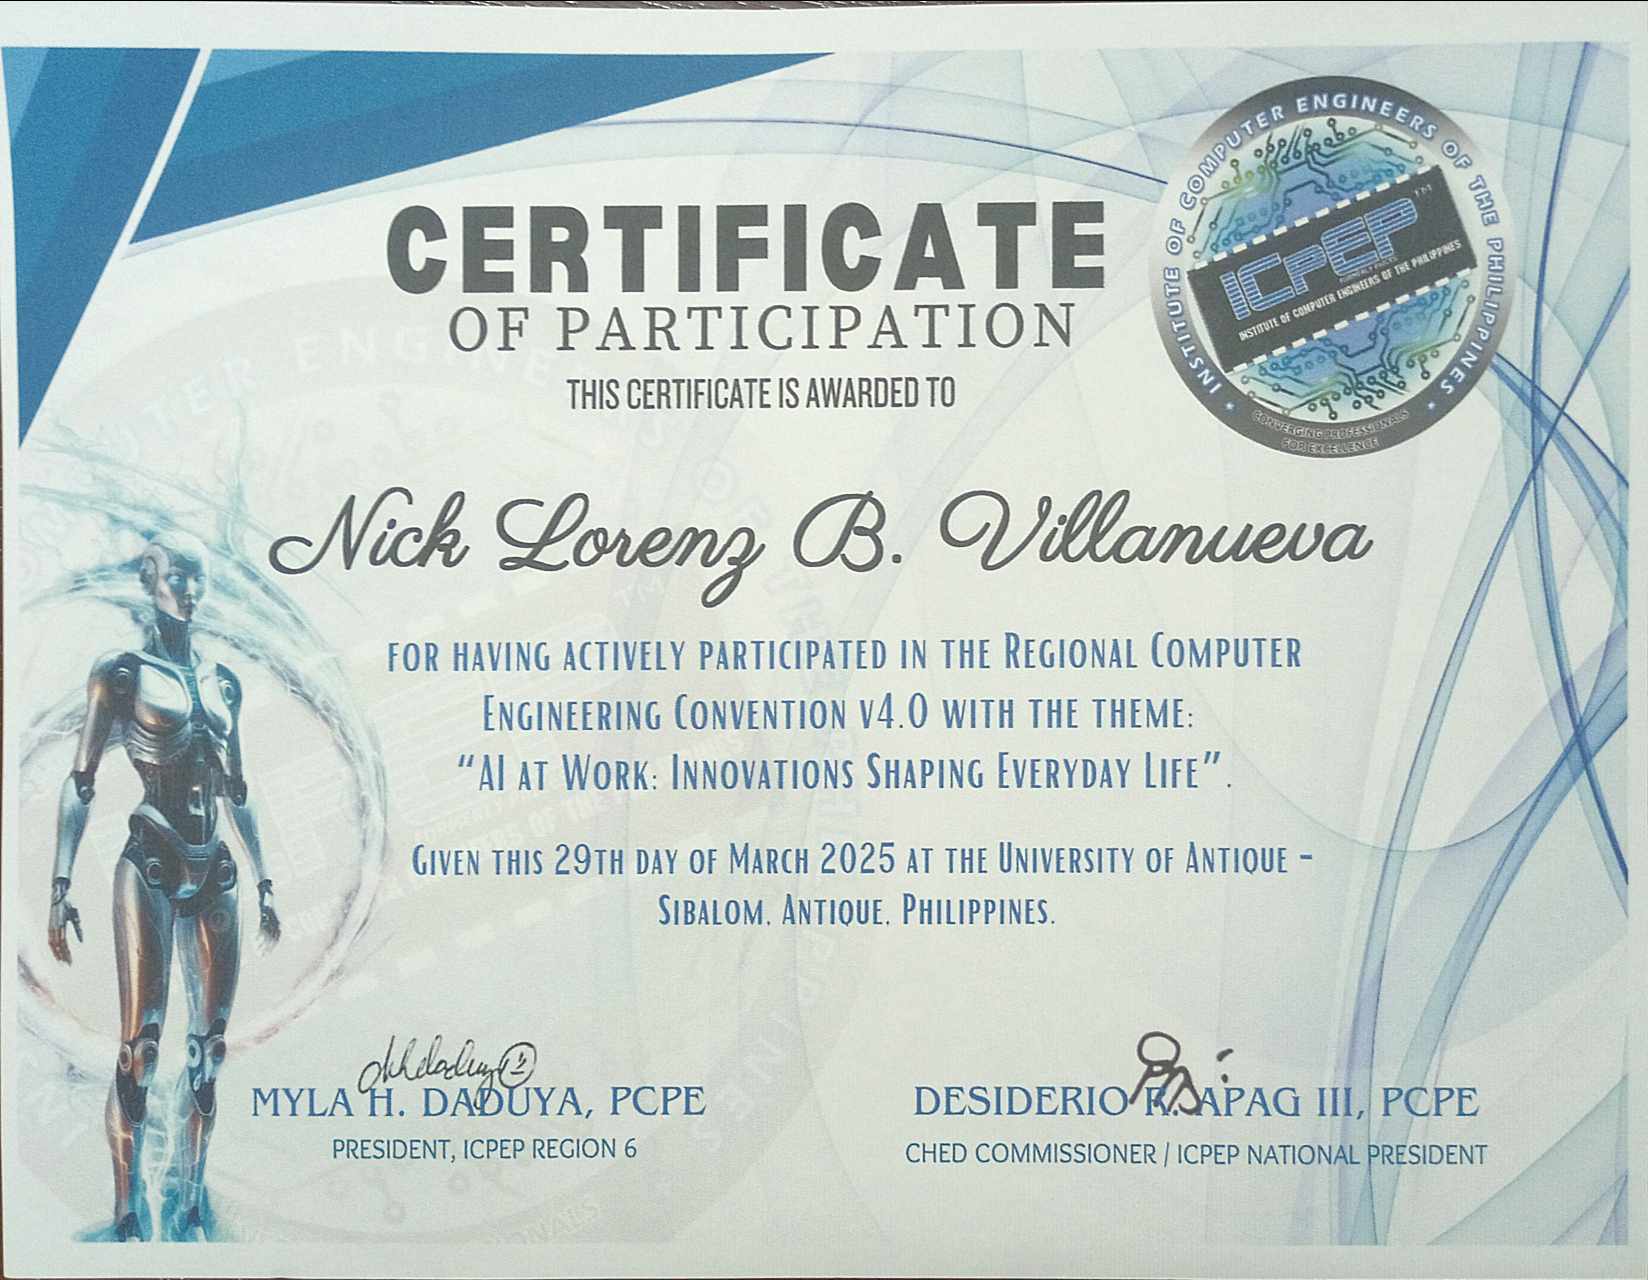 CERTIFICATE
OF PARTICIPATION
THIS CERTIFICATE IS AWARDED TO
INSTITUTE OF COMPUTER ENGINEERS OF THE PHILIPPINES
ICPEP™
INSTITUTE OF COMPUTER ENGINEERS OF THE PHILIPPINES
CONVERGING PROFESSIONALS
FOR EXCELLENCE
Nick Lorenz B. Villanueva
FOR HAVING ACTIVELY PARTICIPATED IN THE REGIONAL COMPUTER
ENGINEERING CONVENTION V4.0 WITH THE THEME:
“AI AT WORK: INNOVATIONS SHAPING EVERYDAY LIFE”.
GIVEN THIS 29TH DAY OF MARCH 2025 AT THE UNIVERSITY OF ANTIQUE -
SIBALOM, ANTIQUE, PHILIPPINES.
MYLA H. DADUYA, PCPE
PRESIDENT, ICPEP REGION 6
DESIDERIO R. APAG III, PCPE
CHED COMMISSIONER / ICPEP NATIONAL PRESIDENT